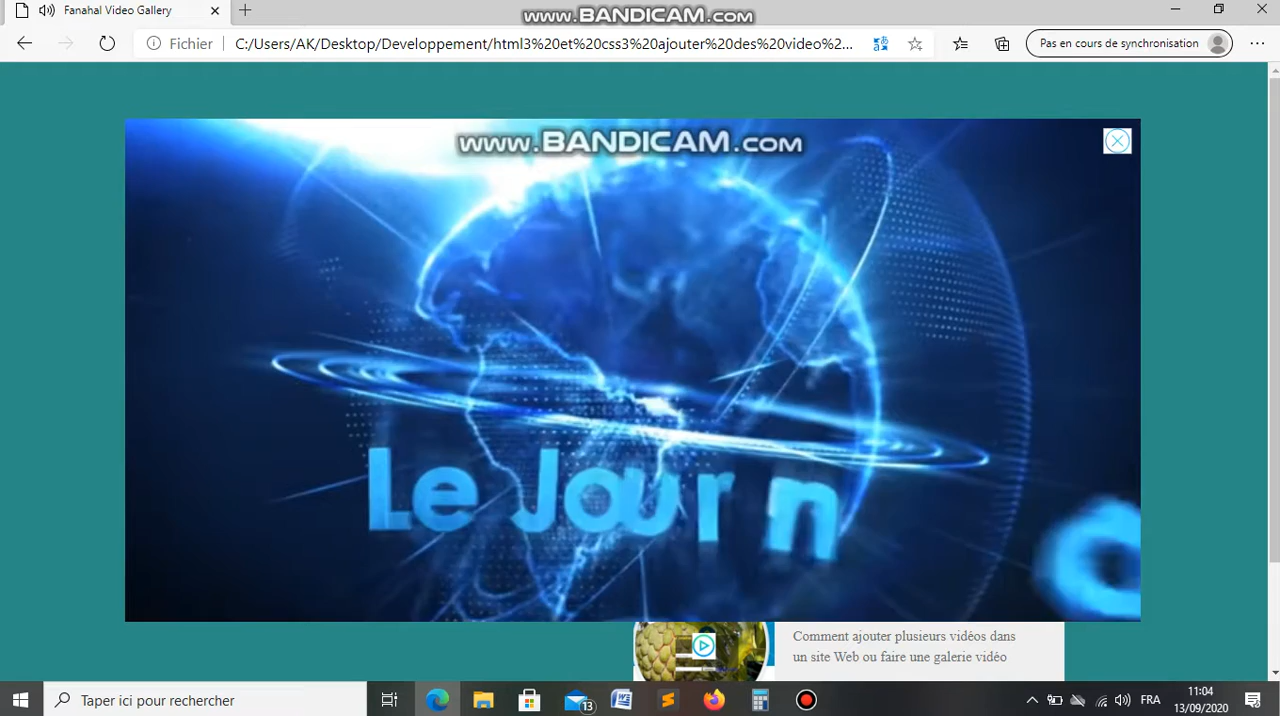 Fanahal Video Gallery
www.BANDICAM.com
Fichier
C:/Users/AK/Desktop/Developpement/html3%20et%20css3%20ajouter%20des%20video%2...
Pas en cours de synchronisation
www.BANDICAM.com
Le Journ
Comment ajouter plusieurs vidéos dans
un site Web ou faire une galerie vidéo
Taper ici pour rechercher
13
FRA
11:04
13/09/2020